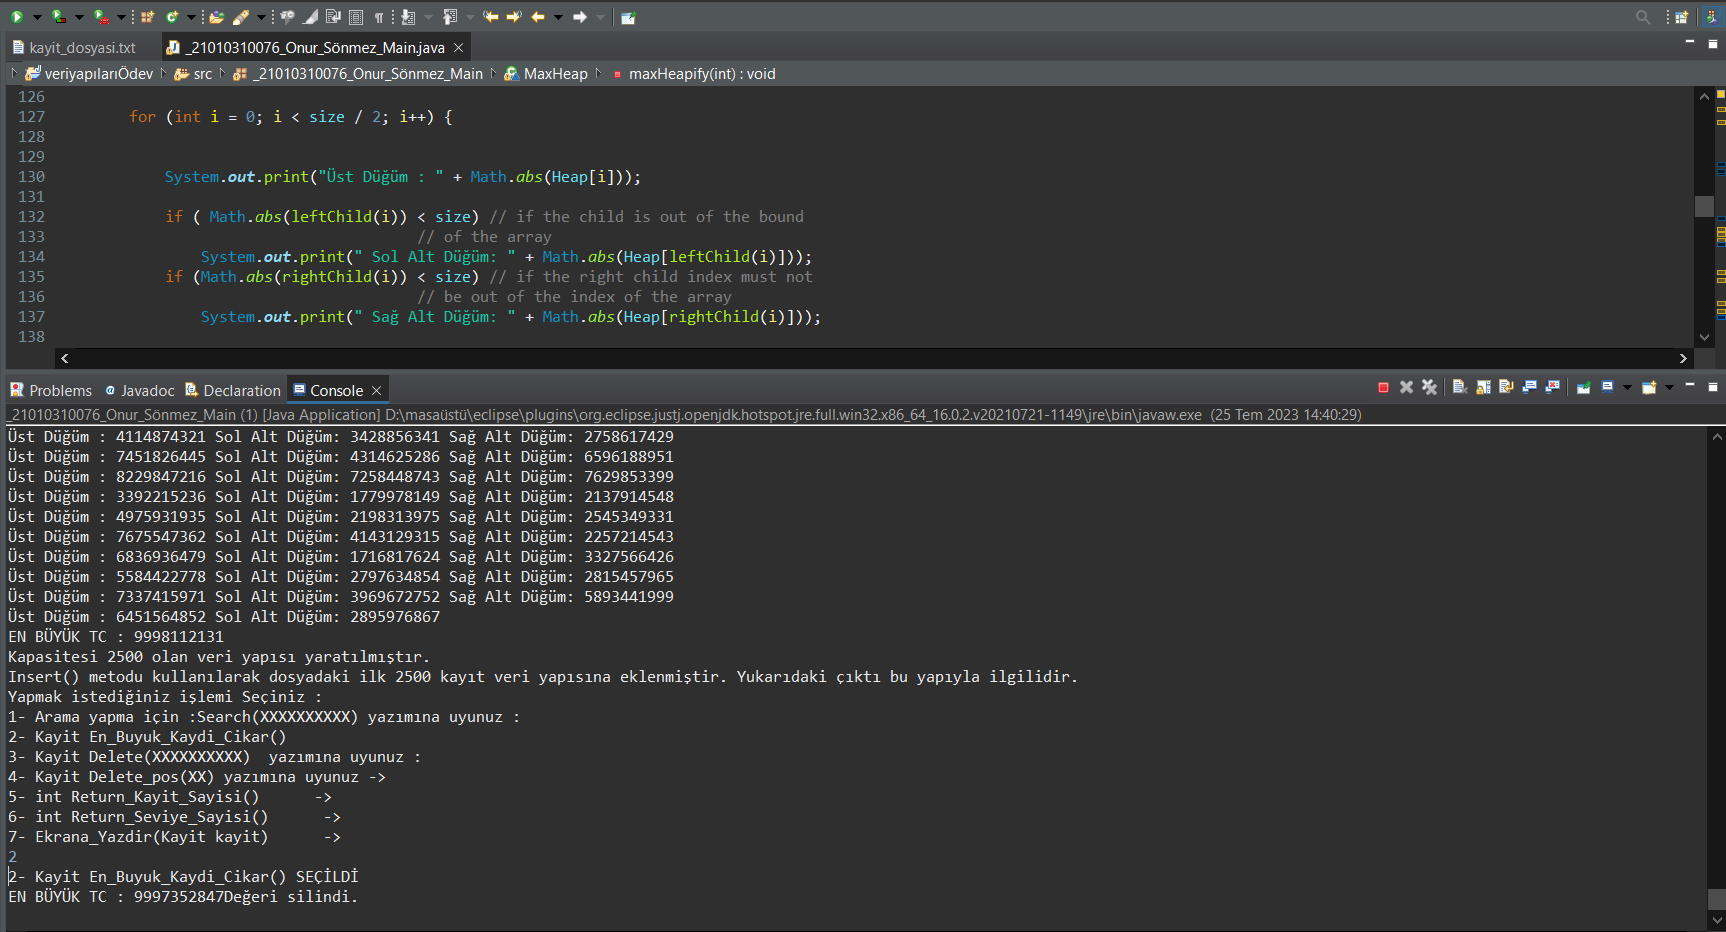 kayit_dosyasi.txt
_21010310076_Onur_Sönmez_Main.java
veriyapılarıÖdev src _21010310076_Onur_Sönmez_Main MaxHeap maxHeapify(int) : void
126
127 for (int i = 0; i < size / 2; i++) {
128
129
130 System.out.print("Üst Düğüm : " + Math.abs(Heap[i]));
131
132 if ( Math.abs(leftChild(i)) < size) // if the child is out of the bound
133 // of the array
134 System.out.print(" Sol Alt Düğüm: " + Math.abs(Heap[leftChild(i)]));
135 if (Math.abs(rightChild(i)) < size) // if the right child index must not
136 // be out of the index of the array
137 System.out.print(" Sağ Alt Düğüm: " + Math.abs(Heap[rightChild(i)]));
138
Problems @ Javadoc Declaration Console
_21010310076_Onur_Sönmez_Main (1) [Java Application] D:\masaüstü\eclipse\plugins\org.eclipse.justj.openjdk.hotspot.jre.full.win32.x86_64_16.0.2.v20210721-1149\jre\bin\javaw.exe (25 Tem 2023 14:40:29)
Üst Düğüm : 4114874321 Sol Alt Düğüm: 3428856341 Sağ Alt Düğüm: 2758617429
Üst Düğüm : 7451826445 Sol Alt Düğüm: 4314625286 Sağ Alt Düğüm: 6596188951
Üst Düğüm : 8229847216 Sol Alt Düğüm: 7258448743 Sağ Alt Düğüm: 7629853399
Üst Düğüm : 3392215236 Sol Alt Düğüm: 1779978149 Sağ Alt Düğüm: 2137914548
Üst Düğüm : 4975931935 Sol Alt Düğüm: 2198313975 Sağ Alt Düğüm: 2545349331
Üst Düğüm : 7675547362 Sol Alt Düğüm: 4143129315 Sağ Alt Düğüm: 2257214543
Üst Düğüm : 6836936479 Sol Alt Düğüm: 1716817624 Sağ Alt Düğüm: 3327566426
Üst Düğüm : 5584422778 Sol Alt Düğüm: 2797634854 Sağ Alt Düğüm: 2815457965
Üst Düğüm : 7337415971 Sol Alt Düğüm: 3969672752 Sağ Alt Düğüm: 5893441999
Üst Düğüm : 6451564852 Sol Alt Düğüm: 2895976867
EN BÜYÜK TC : 9998112131
Kapasitesi 2500 olan veri yapısı yaratılmıştır.
Insert() metodu kullanılarak dosyadaki ilk 2500 kayıt veri yapısına eklenmiştir. Yukarıdaki çıktı bu yapıyla ilgilidir.
Yapmak istediğiniz işlemi Seçiniz :
1- Arama yapma için :Search(XXXXXXXXXX) yazımına uyunuz :
2- Kayit En_Buyuk_Kaydi_Cikar()
3- Kayit Delete(XXXXXXXXXX) yazımına uyunuz :
4- Kayit Delete_pos(XX) yazımına uyunuz ->
5- int Return_Kayit_Sayisi() ->
6- int Return_Seviye_Sayisi() ->
7- Ekrana_Yazdir(Kayit kayit) ->
2
2- Kayit En_Buyuk_Kaydi_Cikar() SEÇİLDİ
EN BÜYÜK TC : 9997352847Değeri silindi.